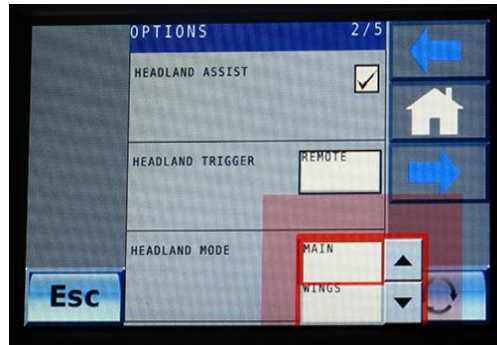 OPTIONS 2/5
HEADLAND ASSIST
HEADLAND TRIGGER REMOTE
HEADLAND MODE MAIN
WINGS
Esc